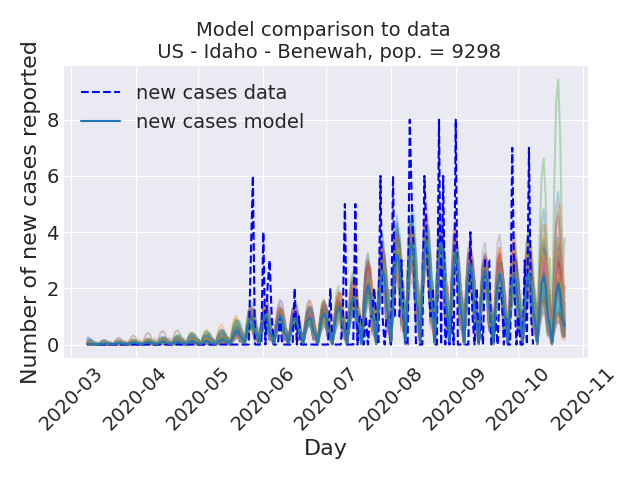 Model comparison to data
US - Idaho - Benewah, pop. = 9298
new cases data
new cases model
Number of new cases reported
8
6
4
2
0
2020-03
2020-04
2020-05
2020-06
2020-07
2020-08
2020-09
2020-10
2020-11
Day